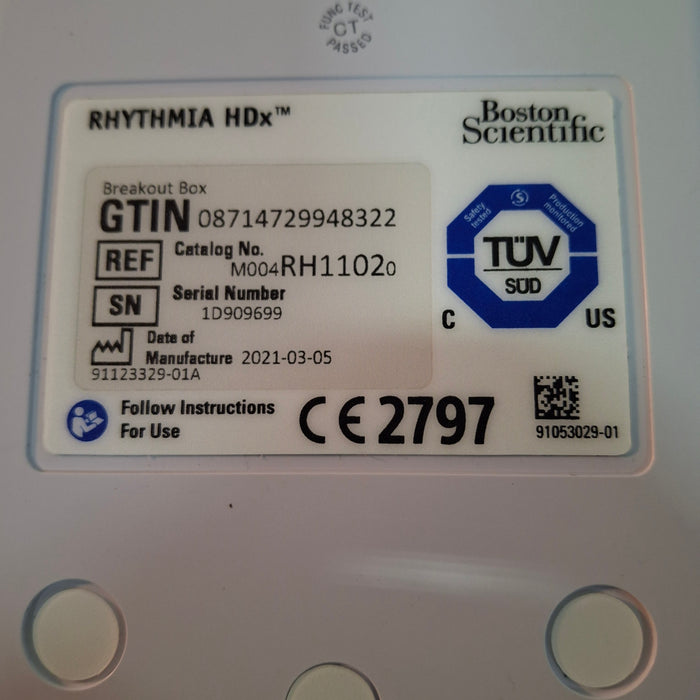 FUNC TEST
CT
PASSED
RHYTHMIA HDx™
Boston
Scientific
Breakout Box
GTIN 08714729948322
REF Catalog No.
M004RH11020
SN Serial Number
1D909699
Date of
Manufacture 2021-03-05
91123329-01A
Safety
tested
S
Production
monitored
TÜV
SÜD
C US
Follow Instructions
For Use
CE 2797
91053029-01